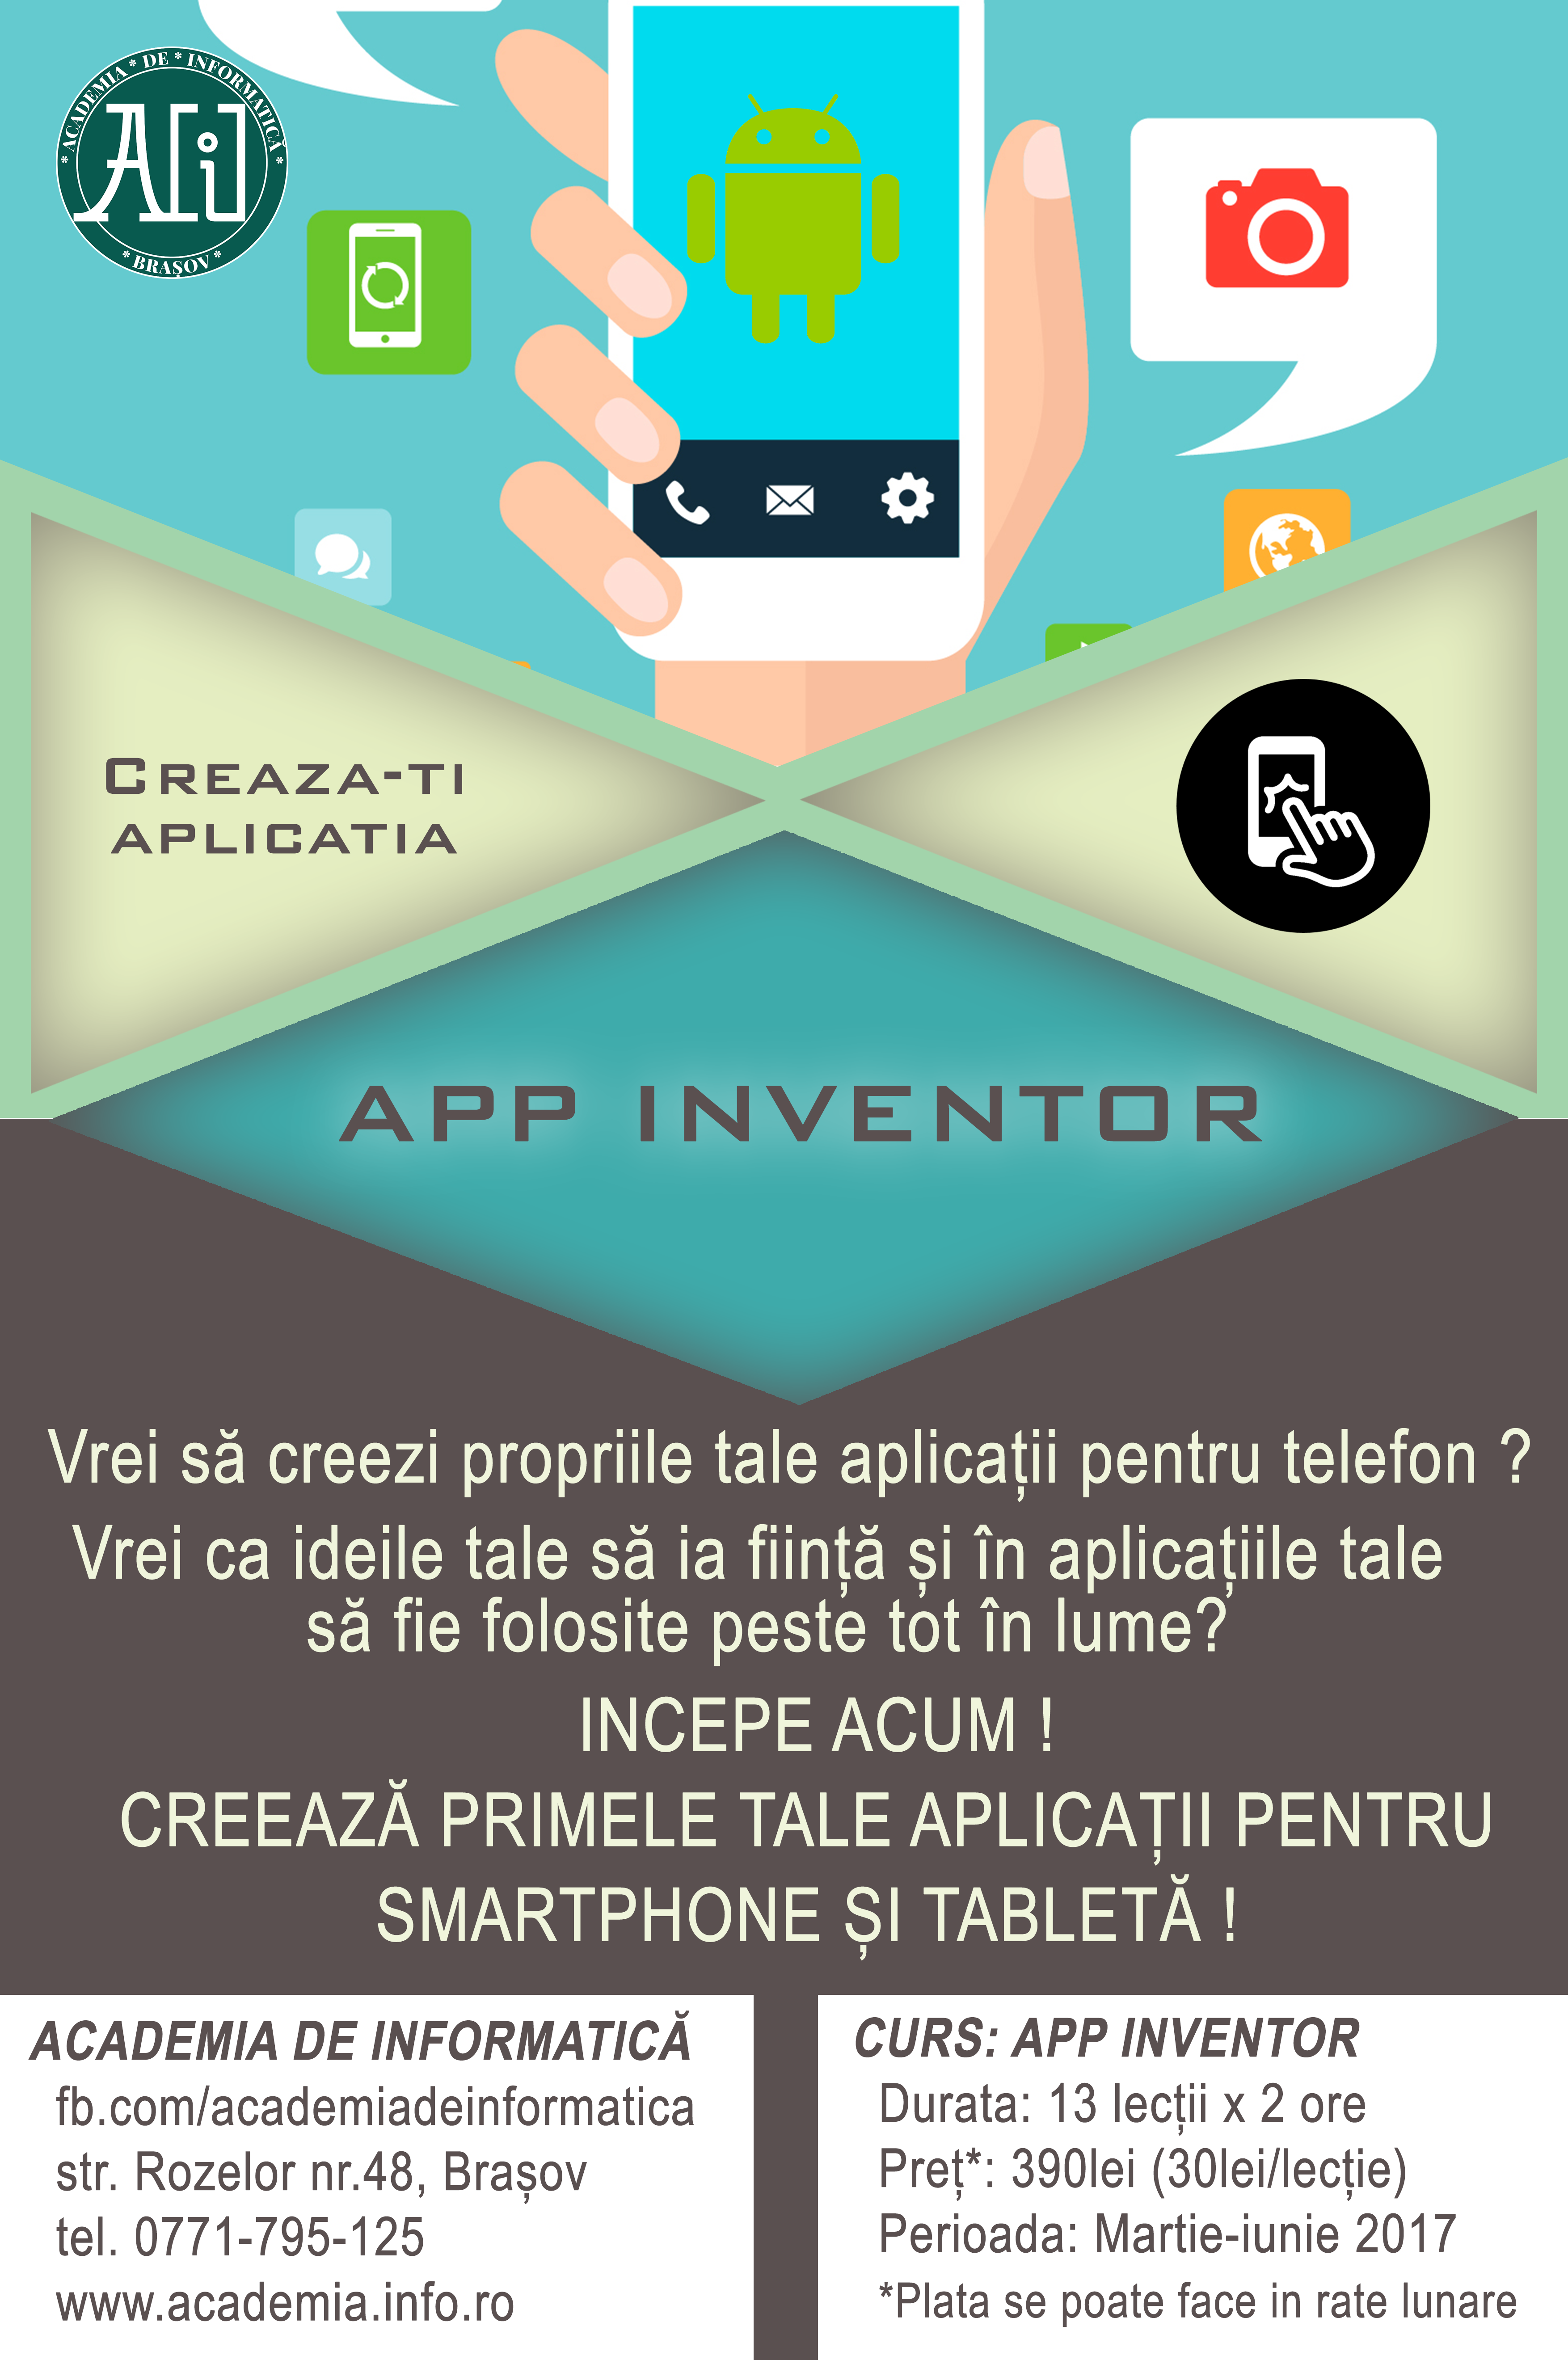 * ACADEMIA * DE * INFORMATICĂ *
AIJ
* BRAȘOV *
CREAZA-TI
APLICATIA
APP INVENTOR
Vrei să creezi propriile tale aplicații pentru telefon ?
Vrei ca ideile tale să ia ființă și în aplicațiile tale
să fie folosite peste tot în lume?
INCEPE ACUM !
CREEAZĂ PRIMELE TALE APLICAȚII PENTRU
SMARTPHONE ȘI TABLETĂ !
ACADEMIA DE INFORMATICĂ
fb.com/academiadeinformatica
str. Rozelor nr.48, Brașov
tel. 0771-795-125
www.academia.info.ro
CURS: APP INVENTOR
Durata: 13 lecții x 2 ore
Preț*: 390lei (30lei/lecție)
Perioada: Martie-iunie 2017
*Plata se poate face in rate lunare